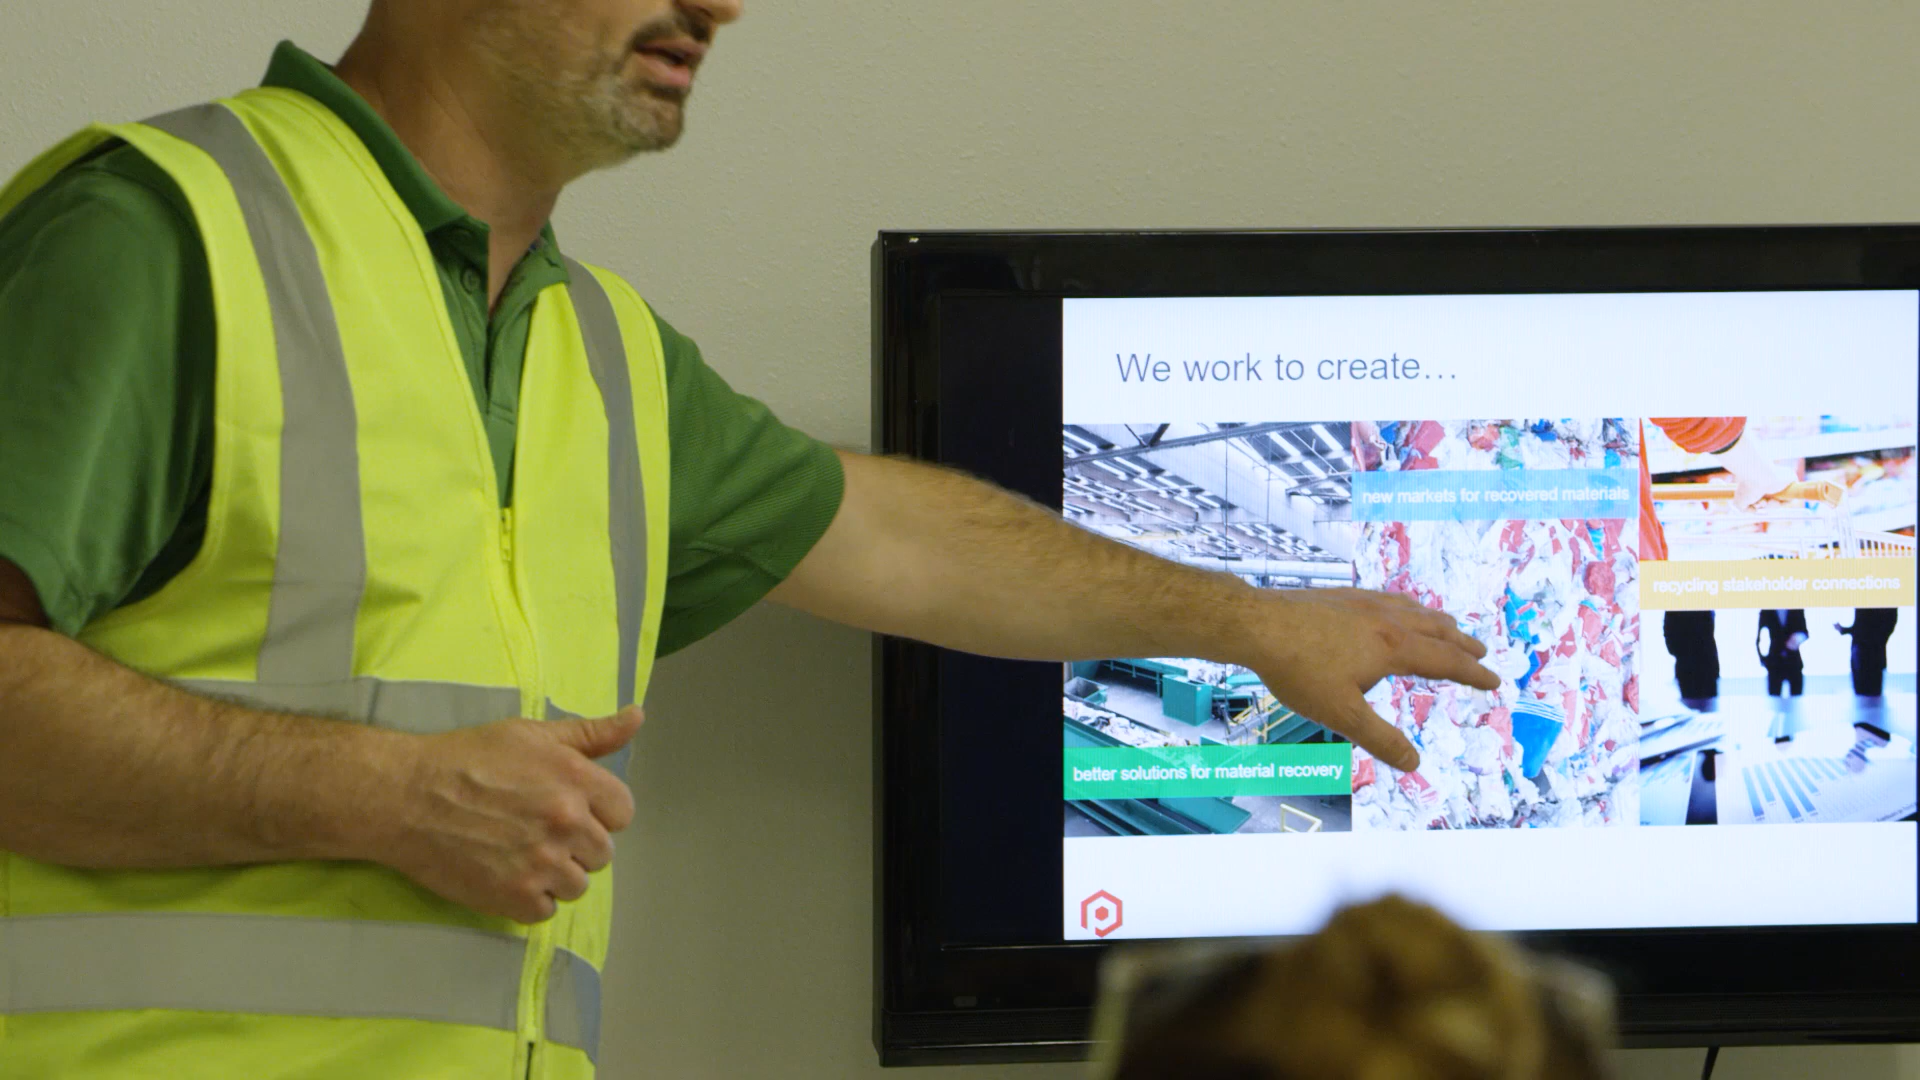 We work to create...
new markets for recovered materials
recycling stakeholder connections
better solutions for material recovery